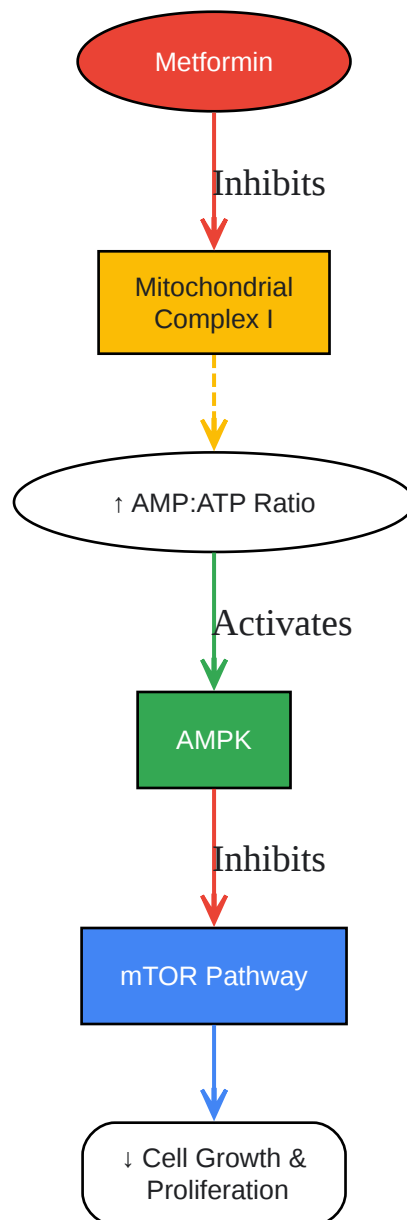 Metformin
Inhibits
Mitochondrial
Complex I
↑ AMP:ATP Ratio
Activates
AMPK
Inhibits
mTOR Pathway
↓ Cell Growth &
Proliferation